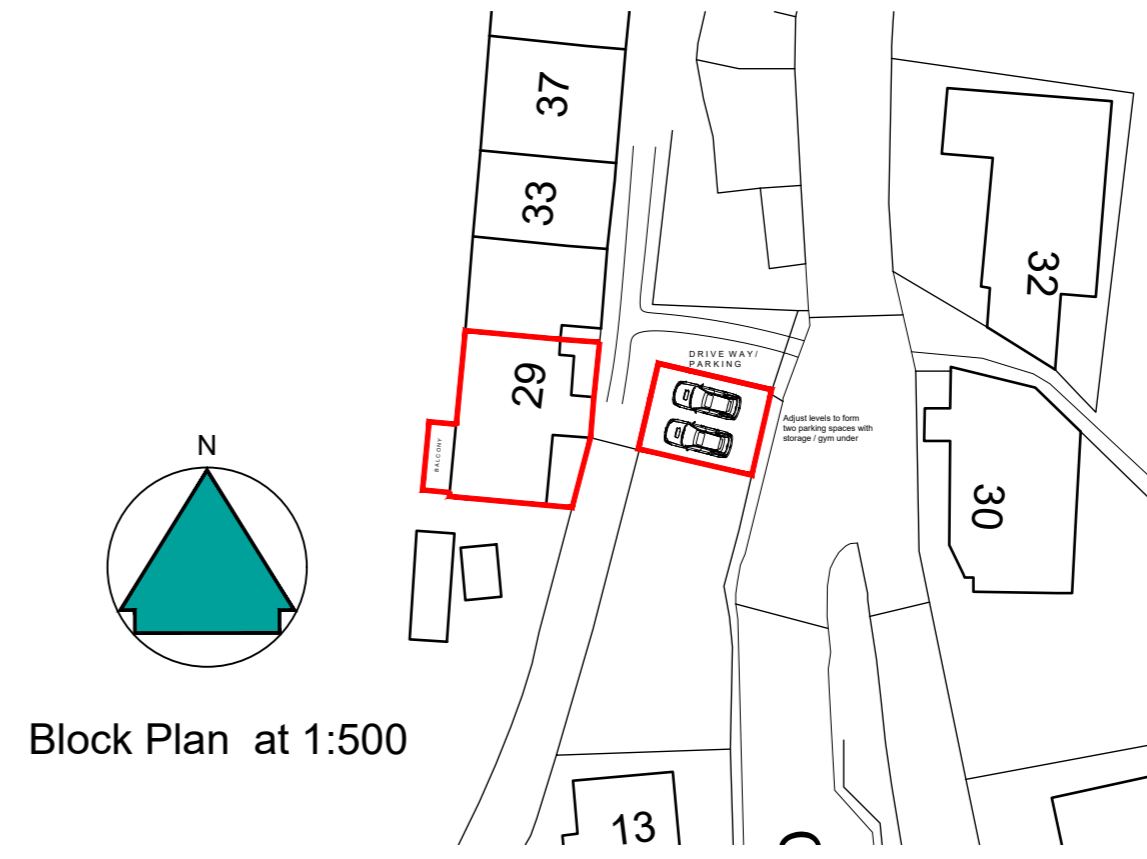 37
33
32
29
DRIVE WAY/
PARKING
Adjust levels to form
two parking spaces with
storage / gym under
BALCONY
N
30
Block Plan at 1:500
13